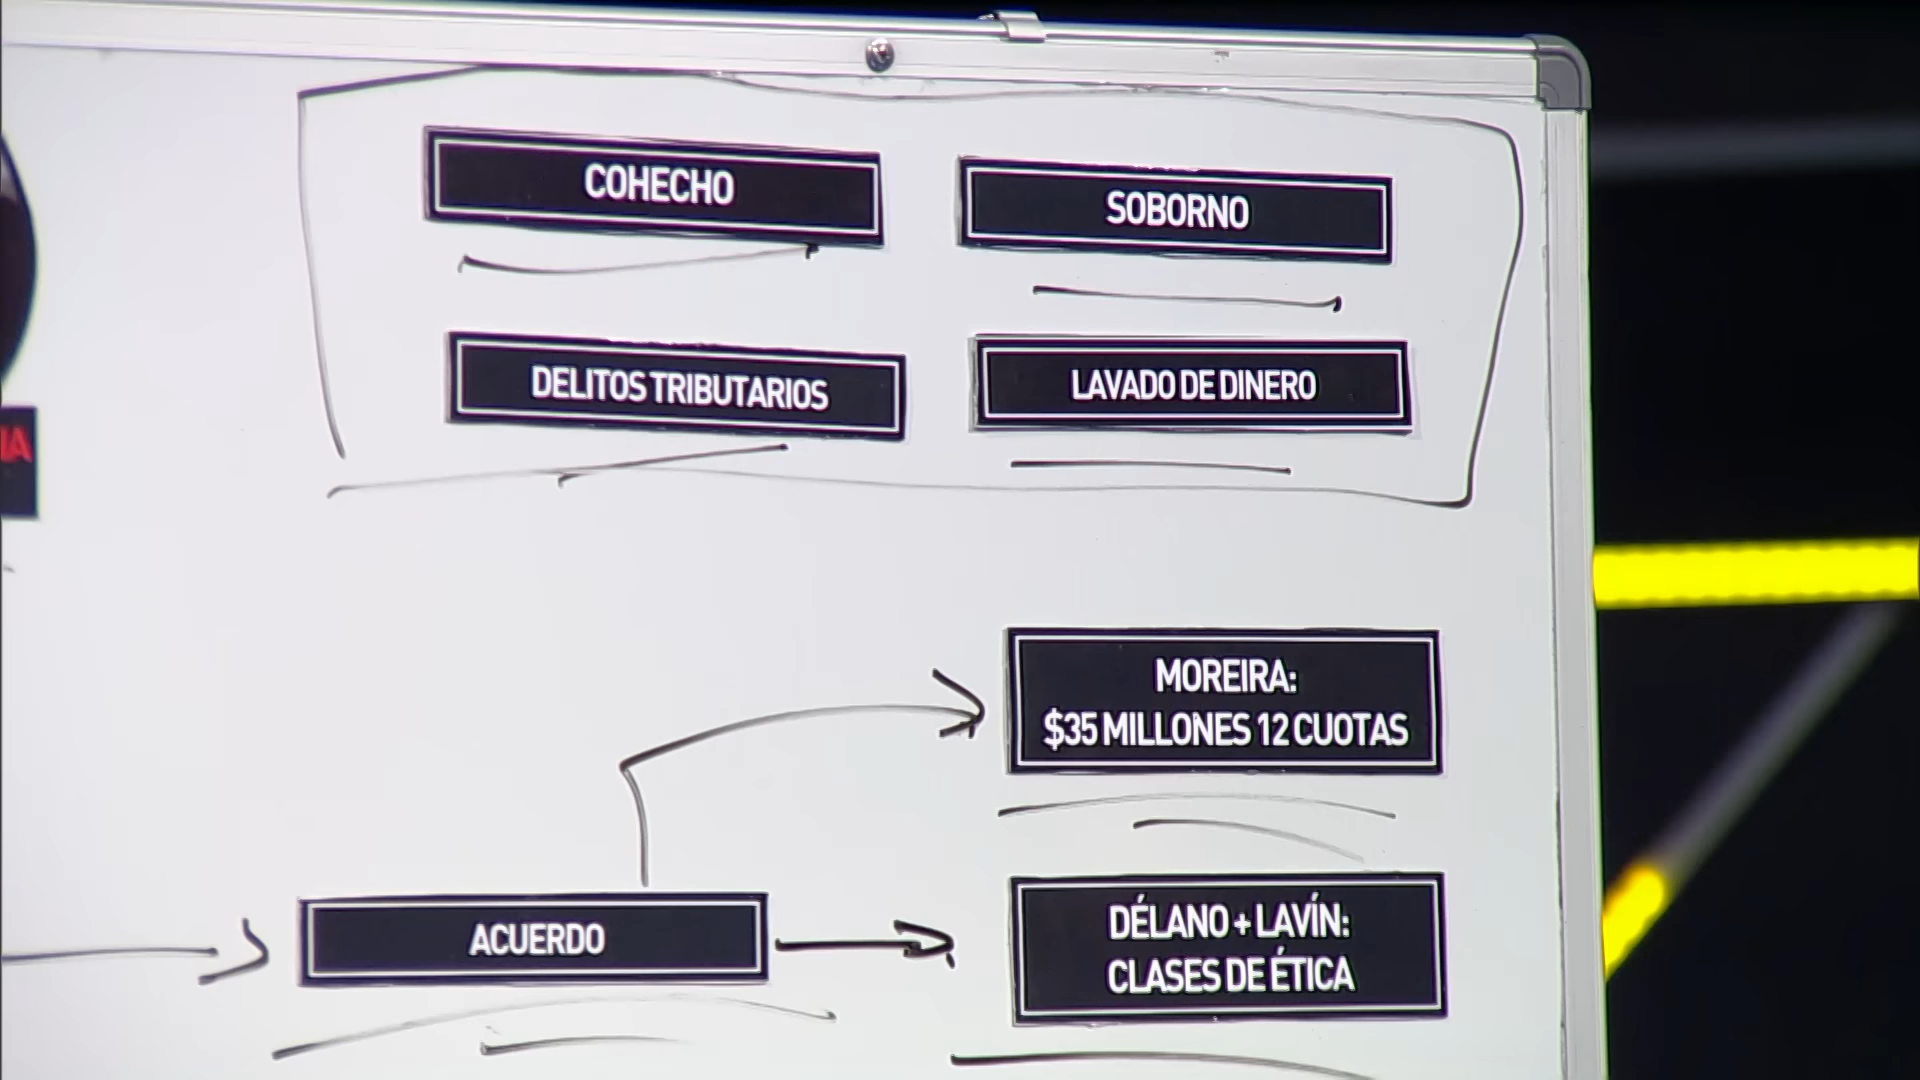 COHECHO
SOBORNO
DELITOS TRIBUTARIOS
LAVADO DE DINERO
MOREIRA:
$35 MILLONES 12 CUOTAS
ACUERDO
DÉLANO + LAVÍN:
CLASES DE ÉTICA